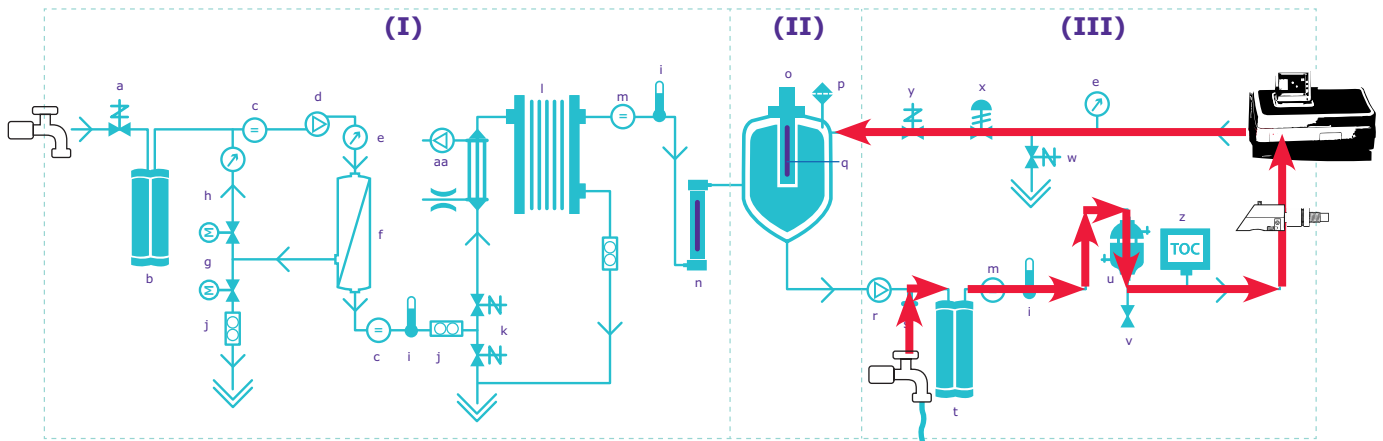 (I)
(II)
(III)
a
c
d
e
h
g
j
b
f
c
i
j
k
aa
l
m
i
n
o
p
q
y
x
e
w
r
m
i
t
u
v
z
TOC
=
=
=
Σ
Σ